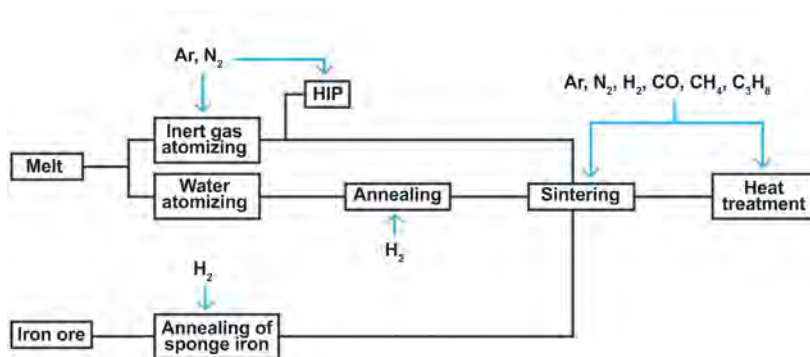 Ar, N₂
HIP
Ar, N₂, H₂, CO, CH₄, C₃H₈
Inert gas
atomizing
Melt
Water
atomizing
Annealing
Sintering
Heat
treatment
H₂
H₂
Iron ore
Annealing of
sponge iron